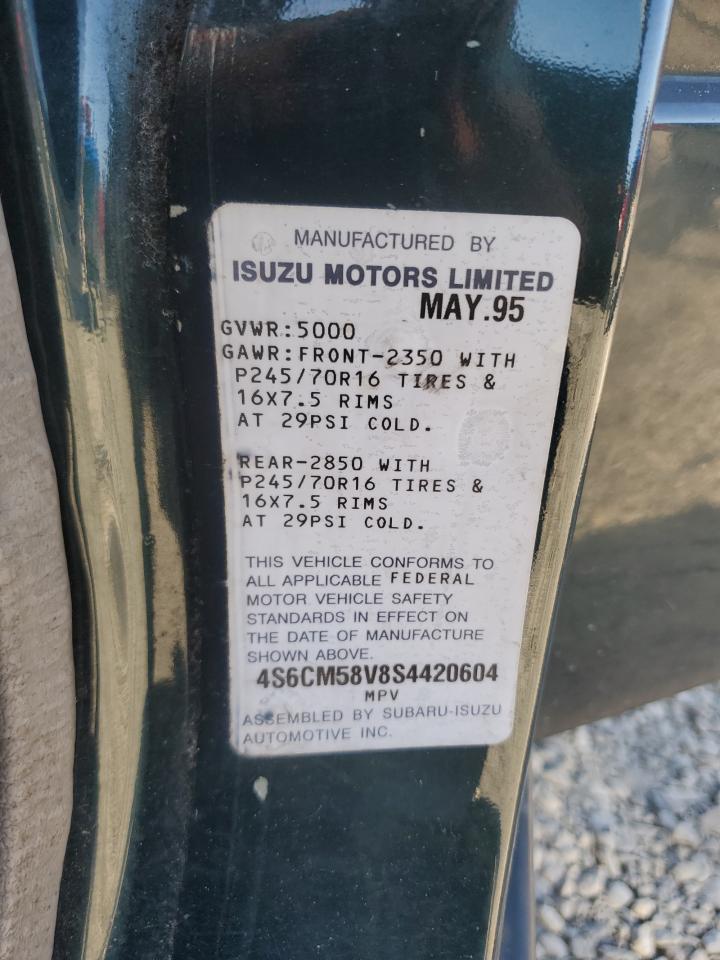 MANUFACTURED BY
ISUZU MOTORS LIMITED
MAY.95
GVWR:5000
GAWR:FRONT-2350 WITH
P245/70R16 TIRES &
16X7.5 RIMS
AT 29PSI COLD.
REAR-2850 WITH
P245/70R16 TIRES &
16X7.5 RIMS
AT 29PSI COLD.
THIS VEHICLE CONFORMS TO
ALL APPLICABLE FEDERAL
MOTOR VEHICLE SAFETY
STANDARDS IN EFFECT ON
THE DATE OF MANUFACTURE
SHOWN ABOVE.
4S6CM58V8S4420604
MPV
ASSEMBLED BY SUBARU-ISUZU
AUTOMOTIVE INC.